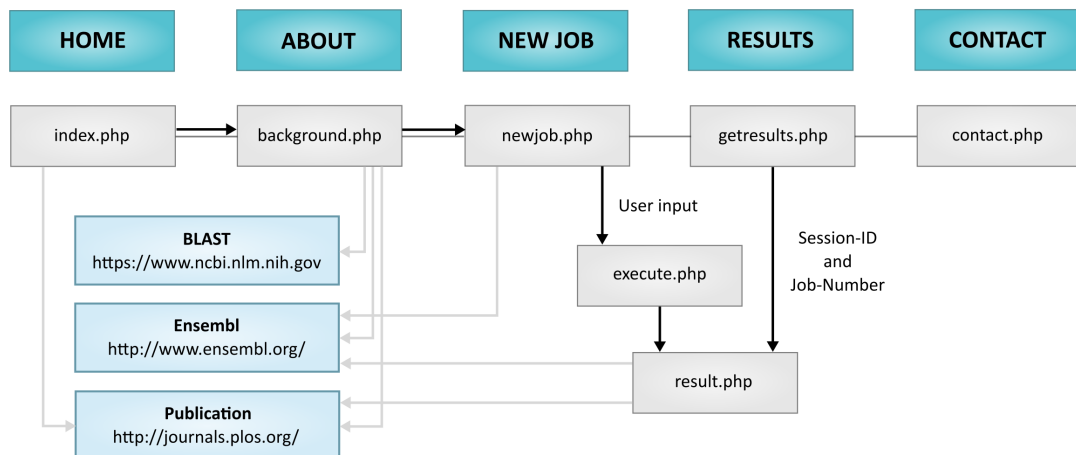 HOME
ABOUT
NEW JOB
RESULTS
CONTACT
index.php
background.php
newjob.php
getresults.php
contact.php
User input
BLAST
https://www.ncbi.nlm.nih.gov
Session-ID
and
Job-Number
execute.php
Ensembl
http://www.ensembl.org/
result.php
Publication
http://journals.plos.org/